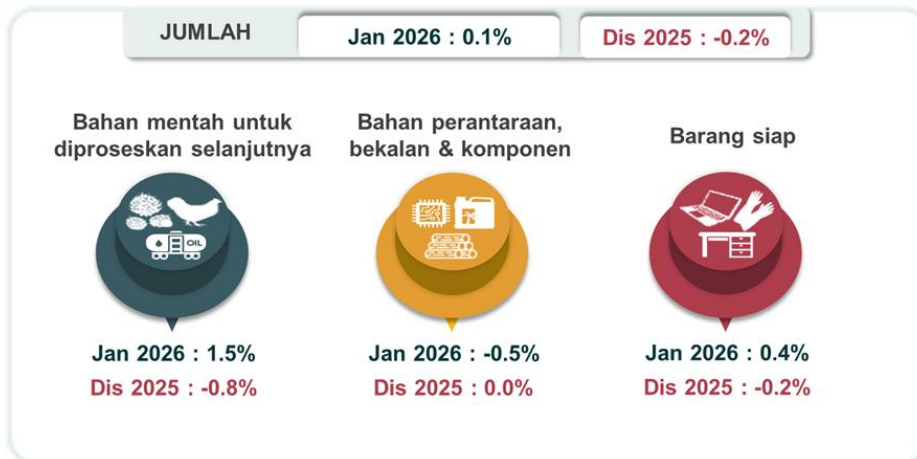 JUMLAH
Jan 2026 : 0.1%
Dis 2025 : -0.2%
Bahan mentah untuk
diproseskan selanjutnya
OIL
Jan 2026 : 1.5%
Dis 2025 : -0.8%
Bahan perantaraan,
bekalan & komponen
Jan 2026 : -0.5%
Dis 2025 : 0.0%
Barang siap
Jan 2026 : 0.4%
Dis 2025 : -0.2%